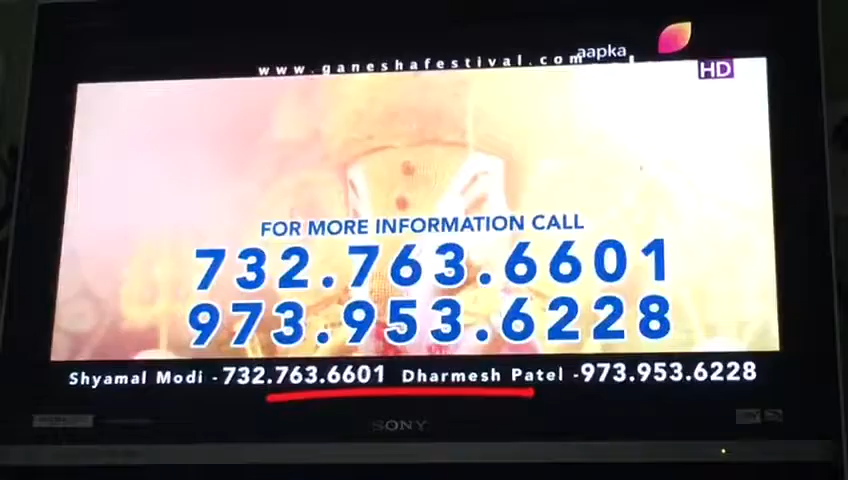 www.ganeshafestival.com
aapka
HD
FOR MORE INFORMATION CALL
732.763.6601
973.953.6228
Shyamal Modi - 732.763.6601 Dharmesh Patel - 973.953.6228
SONY